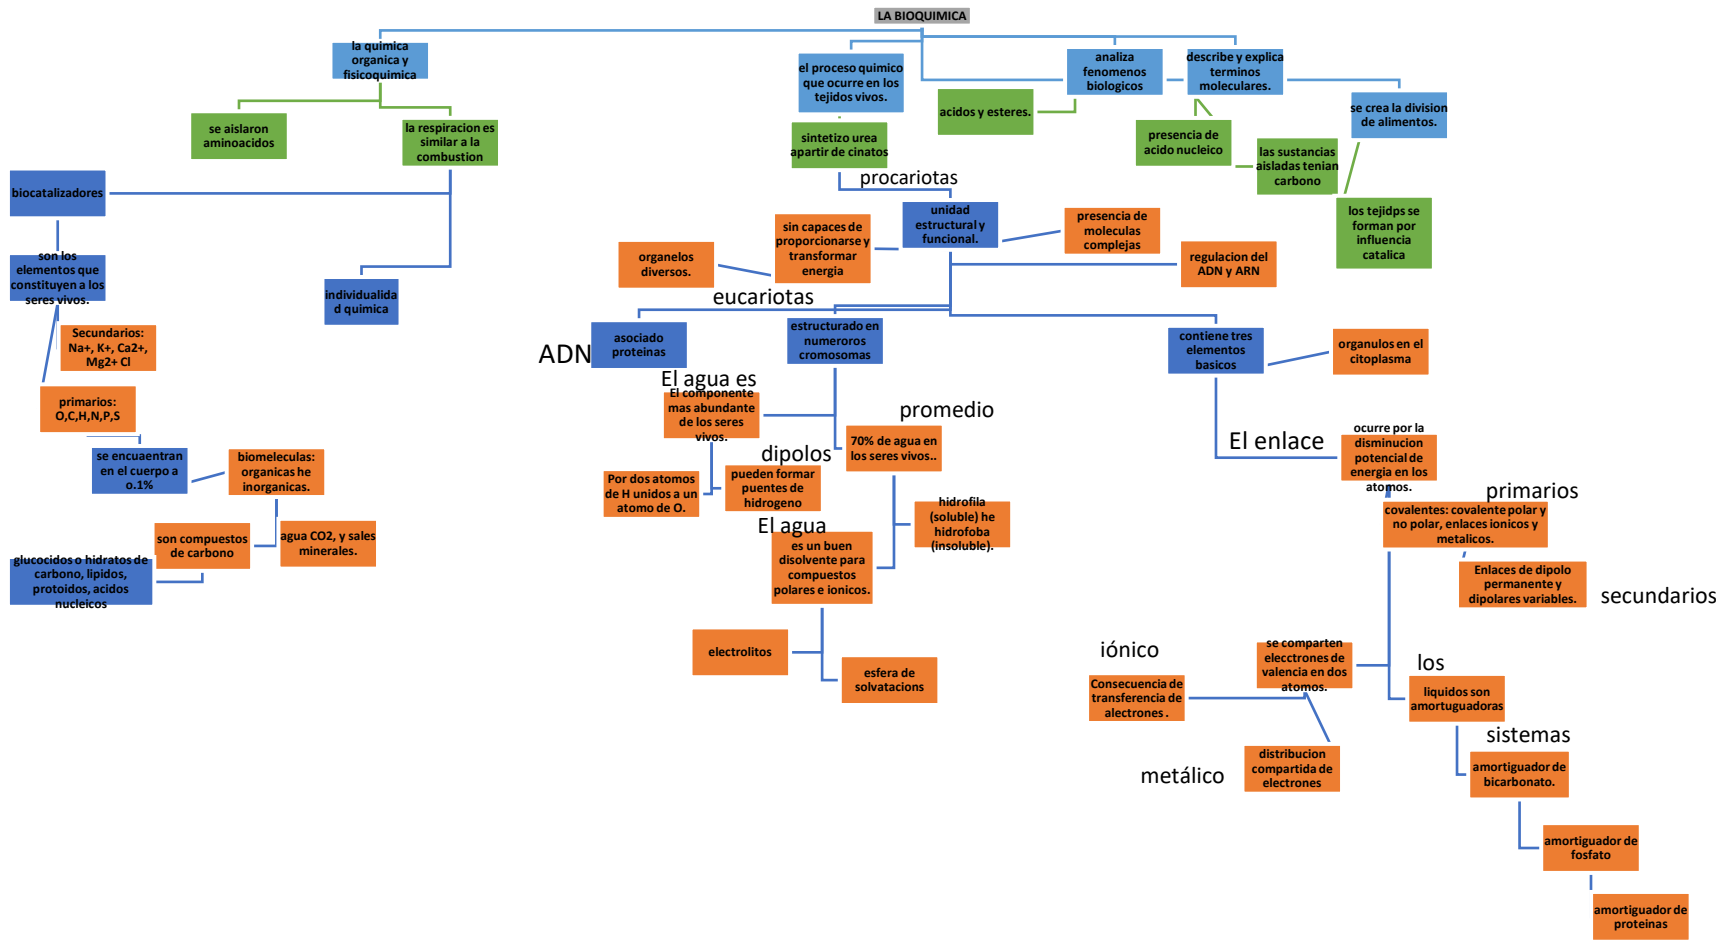 LA BIOQUIMICA
la quimica
organica y
fisicoquimica
el proceso quimico
que ocurre en los
tejidos vivos.
analiza
fenomenos
biologicos
describe y explica
terminos
moleculares.
se crea la division
de alimentos.
se aislaron
aminoacidos
la respiracion es
similar a la
combustion
sintetizo urea
apartir de cinatos
acidos y esteres.
presencia de
acido nucleico
las sustancias
aisladas tenian
carbono
los tejidps se
forman por
influencia
catalica
biocatalizadores
son los
elementos que
constituyen a los
seres vivos.
individualida
d quimica
Secundarios:
Na+, K+, Ca2+,
Mg2+ Cl
primarios:
O,C,H,N,P,S
se encuaentran
en el cuerpo a
o.1%
biomeleculas:
organicas he
inorganicas.
son compuestos
de carbono
agua CO2, y sales
minerales.
glucocidos o hidratos de
carbono, lipidos,
protoidos, acidos
nucleicos
procariotas
unidad
estructural y
funcional.
sin capaces de
proporcionarse y
transformar
energia
organelos
diversos.
presencia de
moleculas
complejas
regulacion del
ADN y ARN
eucariotas
ADN
asociado
proteinas
estructurado en
numeroros
cromosomas
contiene tres
elementos
basicos
organulos en el
citoplasma
El agua es
El componente
mas abundante
de los seres
vivos.
promedio
70% de agua en
los seres vivos..
dipolos
Por dos atomos
de H unidos a un
atomo de O.
pueden formar
puentes de
hidrogeno
hidrofila
(soluble) he
hidrofoba
(insoluble).
El agua
es un buen
disolvente para
compuestos
polares e ionicos.
electrolitos
esfera de
solvatacions
El enlace
ocurre por la
disminucion
potencial de
energia en los
atomos.
primarios
covalentes: covalente polar y
no polar, enlaces ionicos y
metalicos.
Enlaces de dipolo
permanente y
dipolares variables.
secundarios
se comparten
elecctrones de
valencia en dos
atomos.
iónico
Consecuencia de
transferencia de
alectrones .
metálico
distribucion
compartida de
electrones
los
liquidos son
amortuguadoras
sistemas
amortiguador de
bicarbonato.
amortiguador de
fosfato
amortiguador de
proteinas